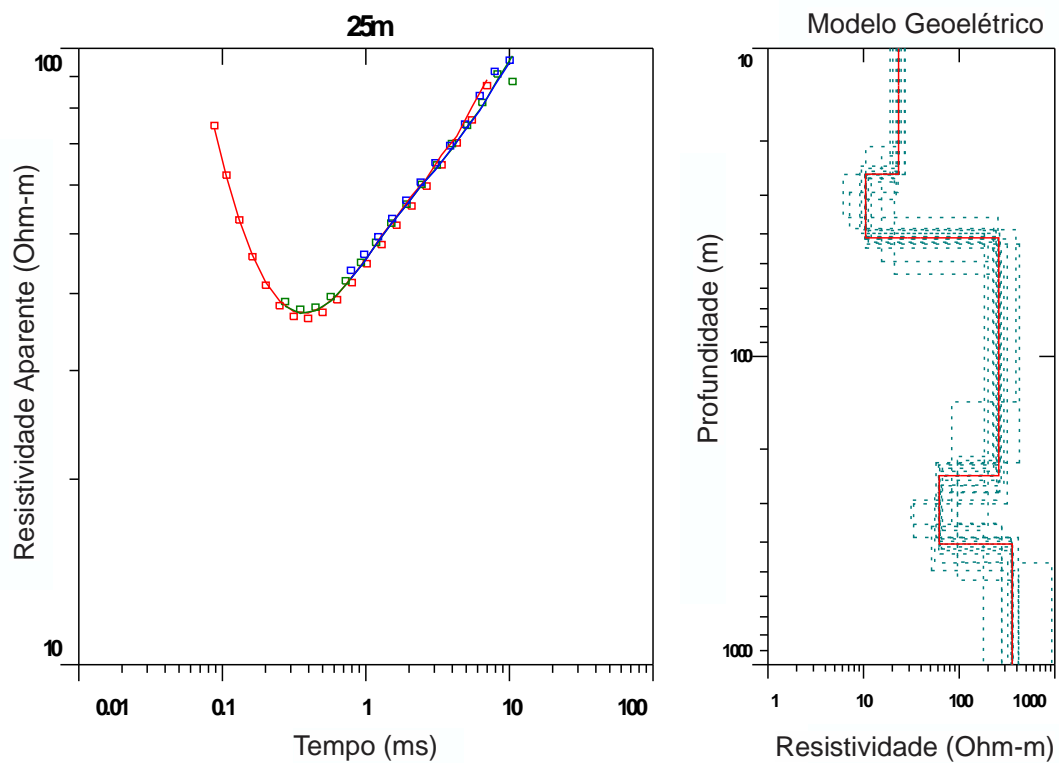 25m
100
10
Resistividade Aparente (Ohm-m)
0.01 0.1 1 10 100
Tempo (ms)
Modelo Geoelétrico
10
100
1000
Profundidade (m)
1 10 100 1000
Resistividade (Ohm-m)